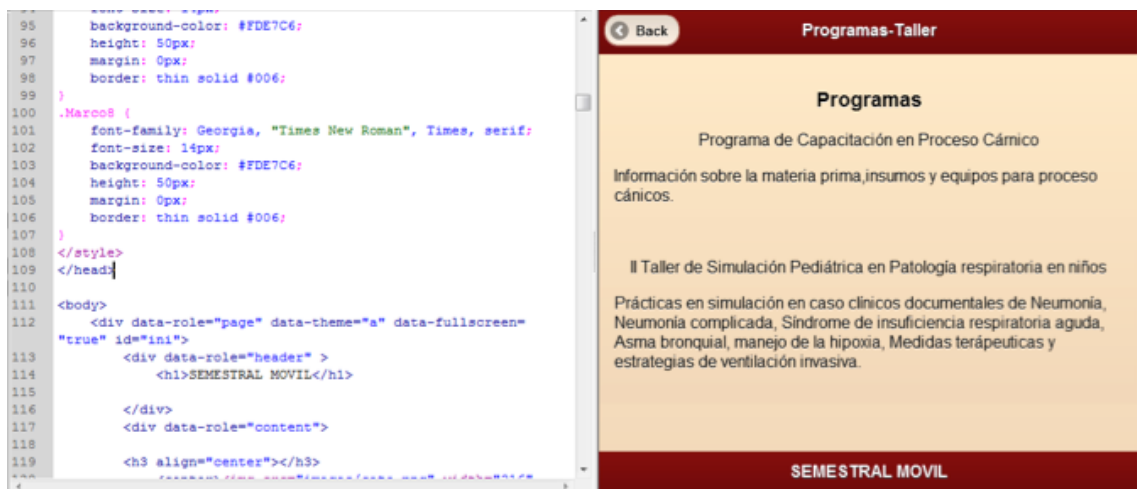 95 background-color: #FDE7C6;
96 height: 50px;
97 margin: 0px;
98 border: thin solid #006;
99 }
100 .Marco8 {
101 font-family: Georgia, "Times New Roman", Times, serif;
102 font-size: 14px;
103 background-color: #FDE7C6;
104 height: 50px;
105 margin: 0px;
106 border: thin solid #006;
107 }
108 </style>
109 </head>
110
111 <body>
112 <div data-role="page" data-theme="a" data-fullscreen=
"true" id="ini">
113 <div data-role="header" >
114 <h1>SEMESTRAL MOVIL</h1>
115
116 </div>
117 <div data-role="content">
118
119 <h3 align="center"></h3>
Back
Programas-Taller
Programas
Programa de Capacitación en Proceso Cárnico
Información sobre la materia prima,insumos y equipos para proceso
cánicos.
II Taller de Simulación Pediátrica en Patología respiratoria en niños
Prácticas en simulación en caso clínicos documentales de Neumonía,
Neumonía complicada, Síndrome de insuficiencia respiratoria aguda,
Asma bronquial, manejo de la hipoxia, Medidas terápeuticas y
estrategias de ventilación invasiva.
SEMESTRAL MOVIL